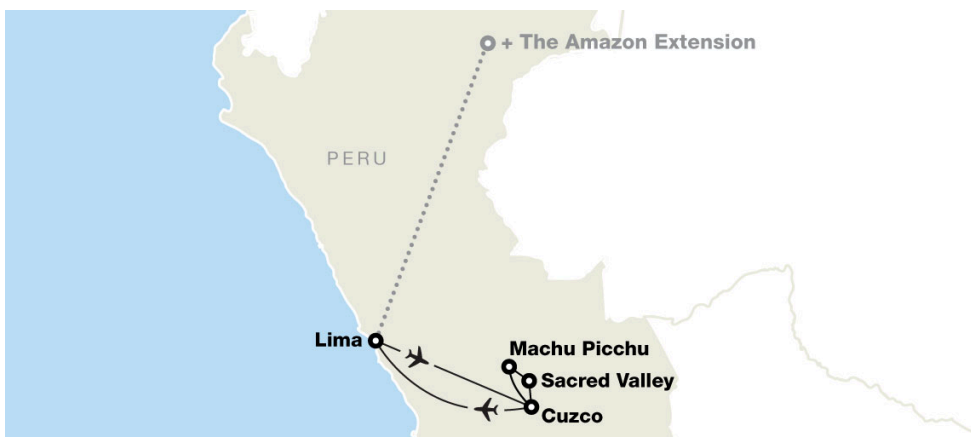 + The Amazon Extension
PERU
Lima
Machu Picchu
Sacred Valley
Cuzco